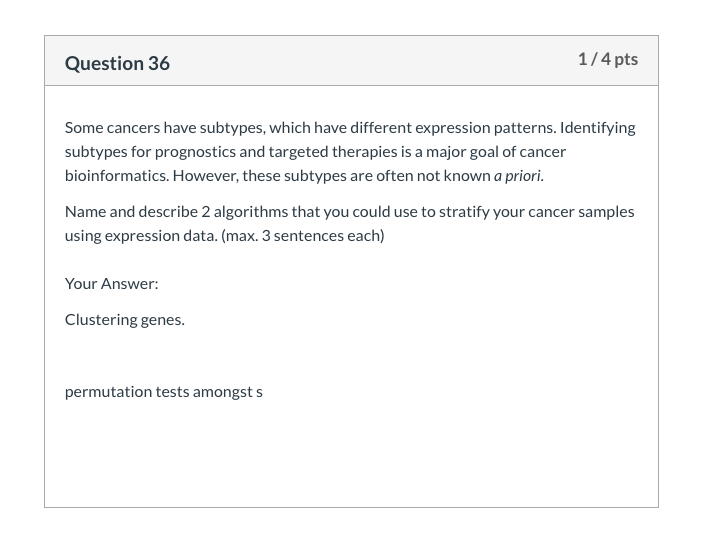 Question 36
1 / 4 pts
Some cancers have subtypes, which have different expression patterns. Identifying
subtypes for prognostics and targeted therapies is a major goal of cancer
bioinformatics. However, these subtypes are often not known a priori.
Name and describe 2 algorithms that you could use to stratify your cancer samples
using expression data. (max. 3 sentences each)
Your Answer:
Clustering genes.
permutation tests amongst s